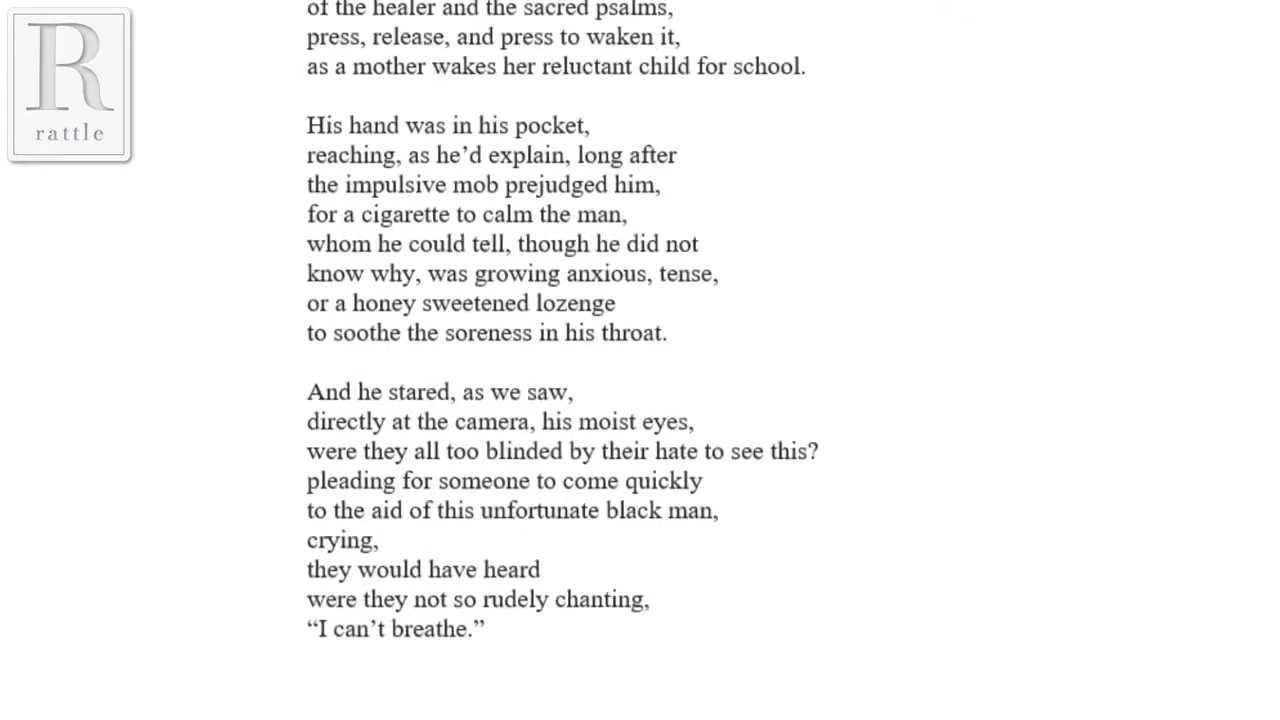 R
rattle
of the healer and the sacred psalms,
press, release, and press to waken it,
as a mother wakes her reluctant child for school.
His hand was in his pocket,
reaching, as he’d explain, long after
the impulsive mob prejudged him,
for a cigarette to calm the man,
whom he could tell, though he did not
know why, was growing anxious, tense,
or a honey sweetened lozenge
to soothe the soreness in his throat.
And he stared, as we saw,
directly at the camera, his moist eyes,
were they all too blinded by their hate to see this?
pleading for someone to come quickly
to the aid of this unfortunate black man,
crying,
they would have heard
were they not so rudely chanting,
“I can’t breathe.”